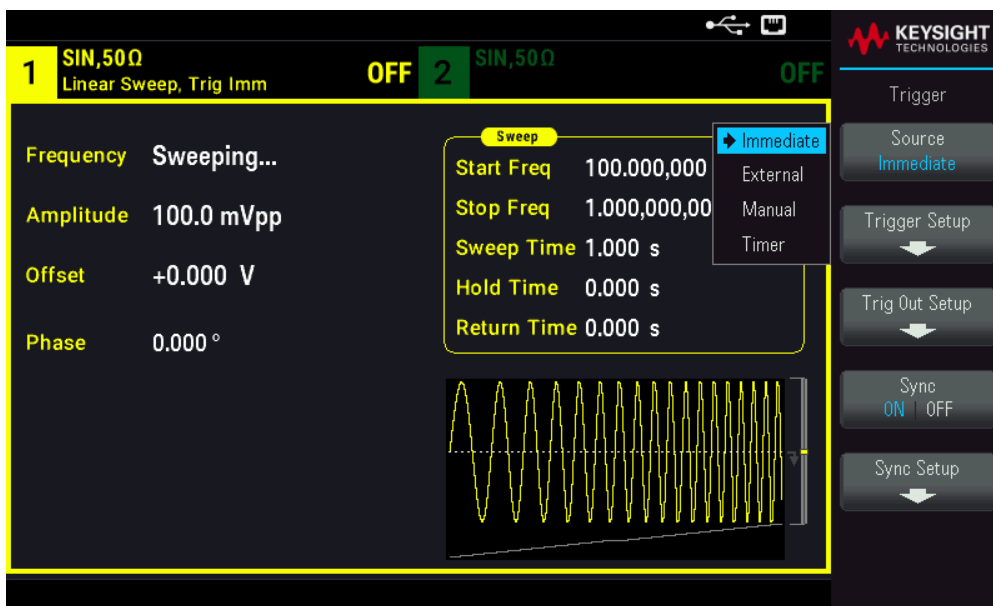 KEYSIGHT
TECHNOLOGIES
1
SIN,50Ω
Linear Sweep, Trig Imm
OFF
2
SIN,50Ω
OFF
Trigger
Frequency Sweeping...
Amplitude 100.0 mVpp
Offset +0.000 V
Phase 0.000 °
Sweep
Start Freq 100.000,000
Stop Freq 1.000,000,00
Sweep Time 1.000 s
Hold Time 0.000 s
Return Time 0.000 s
Immediate
External
Manual
Timer
Source
Immediate
Trigger Setup
Trig Out Setup
Sync
ON | OFF
Sync Setup